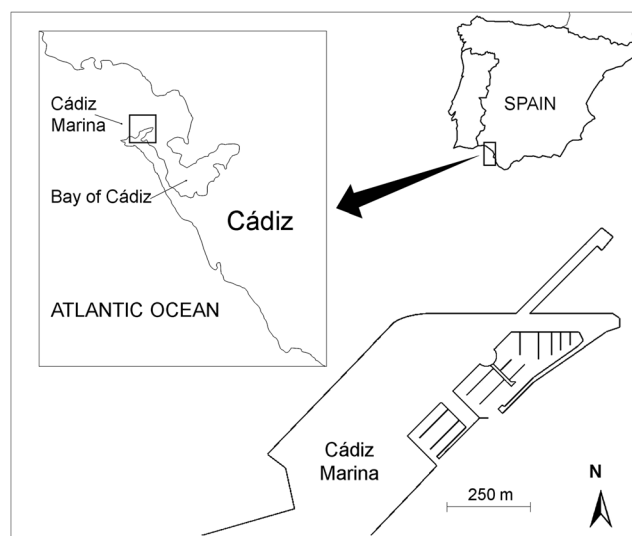 Cádiz
Marina
Bay of Cádiz
Cádiz
ATLANTIC OCEAN
SPAIN
Cádiz
Marina
250 m
N